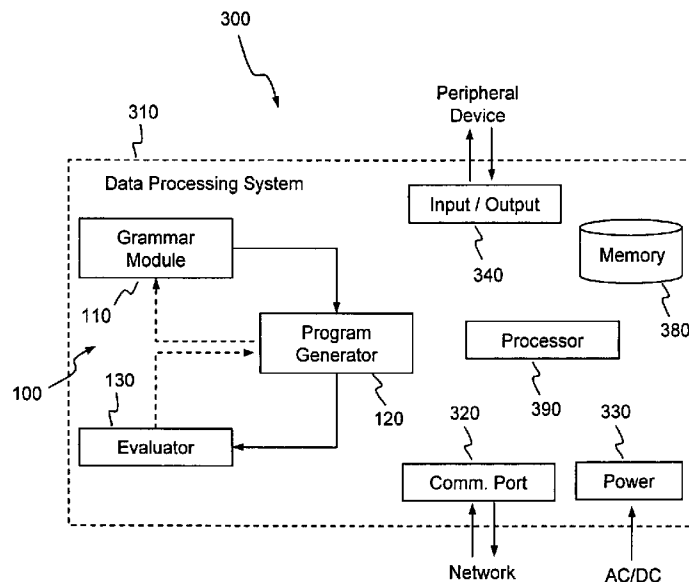 300
Peripheral
Device
310
Data Processing System
Input / Output
340
Grammar
Module
110
Memory
380
Program
Generator
120
Processor
390
100
130
Evaluator
320
330
Comm. Port
Power
Network
AC/DC